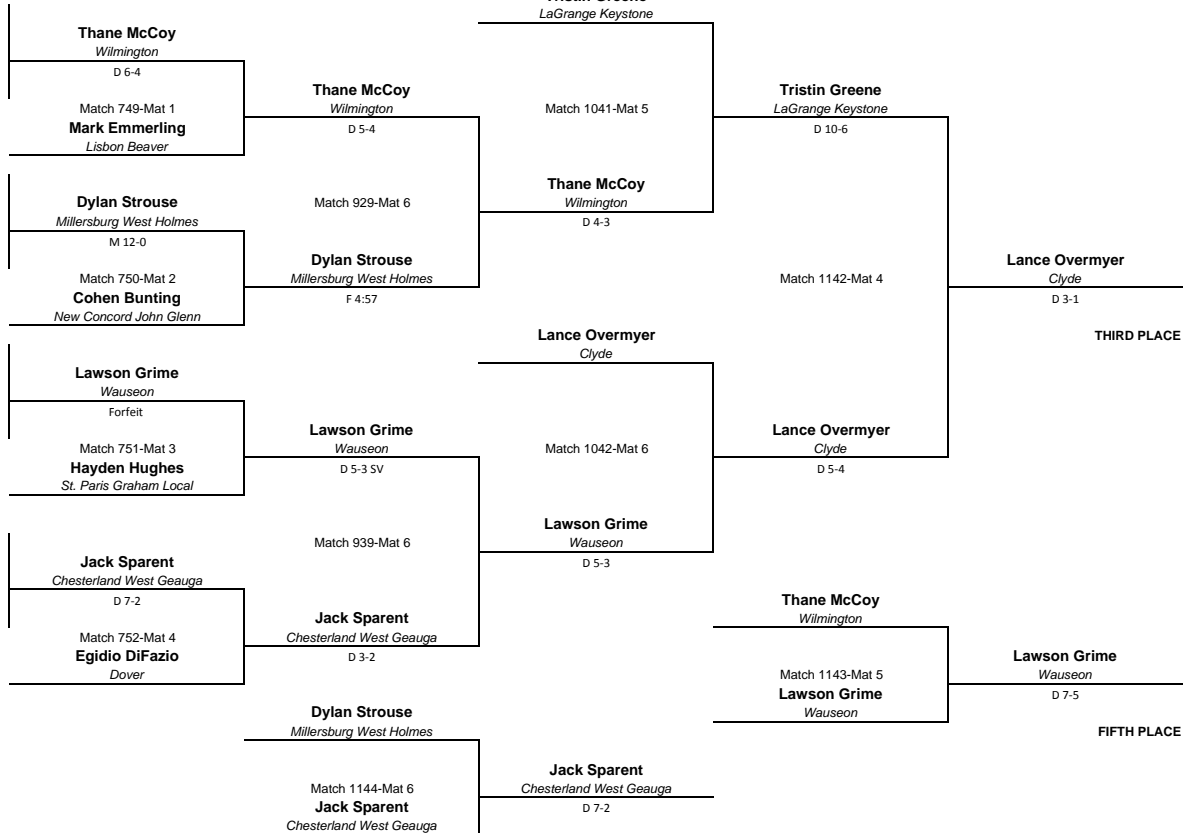 Tristin Greene
LaGrange Keystone
Thane McCoy
Wilmington
D 6-4
Match 749-Mat 1
Mark Emmerling
Lisbon Beaver
Thane McCoy
Wilmington
D 5-4
Match 1041-Mat 5
Tristin Greene
LaGrange Keystone
D 10-6
Dylan Strouse
Millersburg West Holmes
M 12-0
Match 750-Mat 2
Cohen Bunting
New Concord John Glenn
Match 929-Mat 6
Thane McCoy
Wilmington
D 4-3
Dylan Strouse
Millersburg West Holmes
F 4:57
Match 1142-Mat 4
Lance Overmyer
Clyde
D 3-1
THIRD PLACE
Lance Overmyer
Clyde
Lawson Grime
Wauseon
Forfeit
Match 751-Mat 3
Hayden Hughes
St. Paris Graham Local
Lawson Grime
Wauseon
D 5-3 SV
Match 1042-Mat 6
Lance Overmyer
Clyde
D 5-4
Match 939-Mat 6
Lawson Grime
Wauseon
D 5-3
Jack Sparent
Chesterland West Geauga
D 7-2
Match 752-Mat 4
Egidio DiFazio
Dover
Jack Sparent
Chesterland West Geauga
D 3-2
Thane McCoy
Wilmington
Match 1143-Mat 5
Lawson Grime
Wauseon
Lawson Grime
Wauseon
D 7-5
FIFTH PLACE
Dylan Strouse
Millersburg West Holmes
Match 1144-Mat 6
Jack Sparent
Chesterland West Geauga
Jack Sparent
Chesterland West Geauga
D 7-2